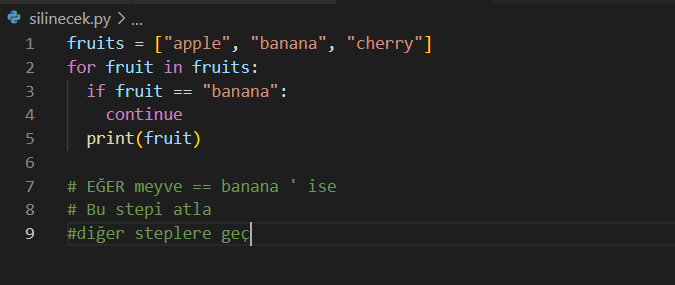 silinecek.py > ...
1 fruits = ["apple", "banana", "cherry"]
2 for fruit in fruits:
3   if fruit == "banana":
4     continue
5   print(fruit)
6
7 # EĞER meyve == banana ' ise
8 # Bu stepi atla
9 #diğer steplere geç